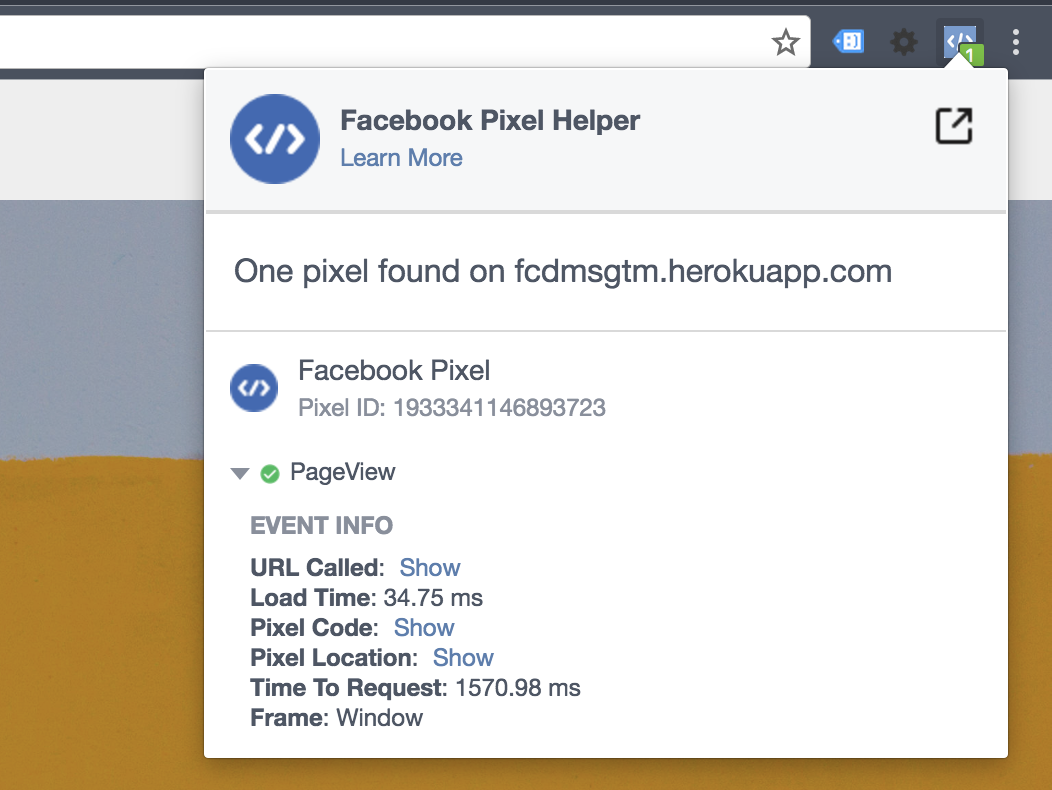 1
Facebook Pixel Helper
Learn More
One pixel found on fcdmsgtm.herokuapp.com
Facebook Pixel
Pixel ID: 1933341146893723
PageView
EVENT INFO
URL Called: Show
Load Time: 34.75 ms
Pixel Code: Show
Pixel Location: Show
Time To Request: 1570.98 ms
Frame: Window